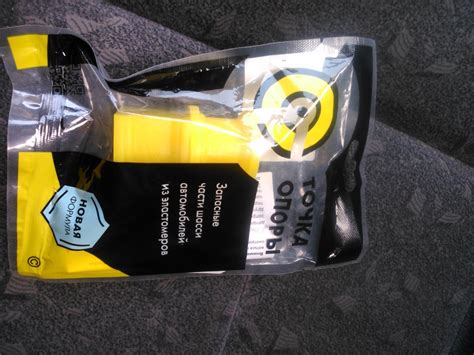 ТОЧКА
ОПОРЫ
Запасные
части шасси
автомобилей
из эластомеров
НОВАЯ
ФОРМУЛА
©